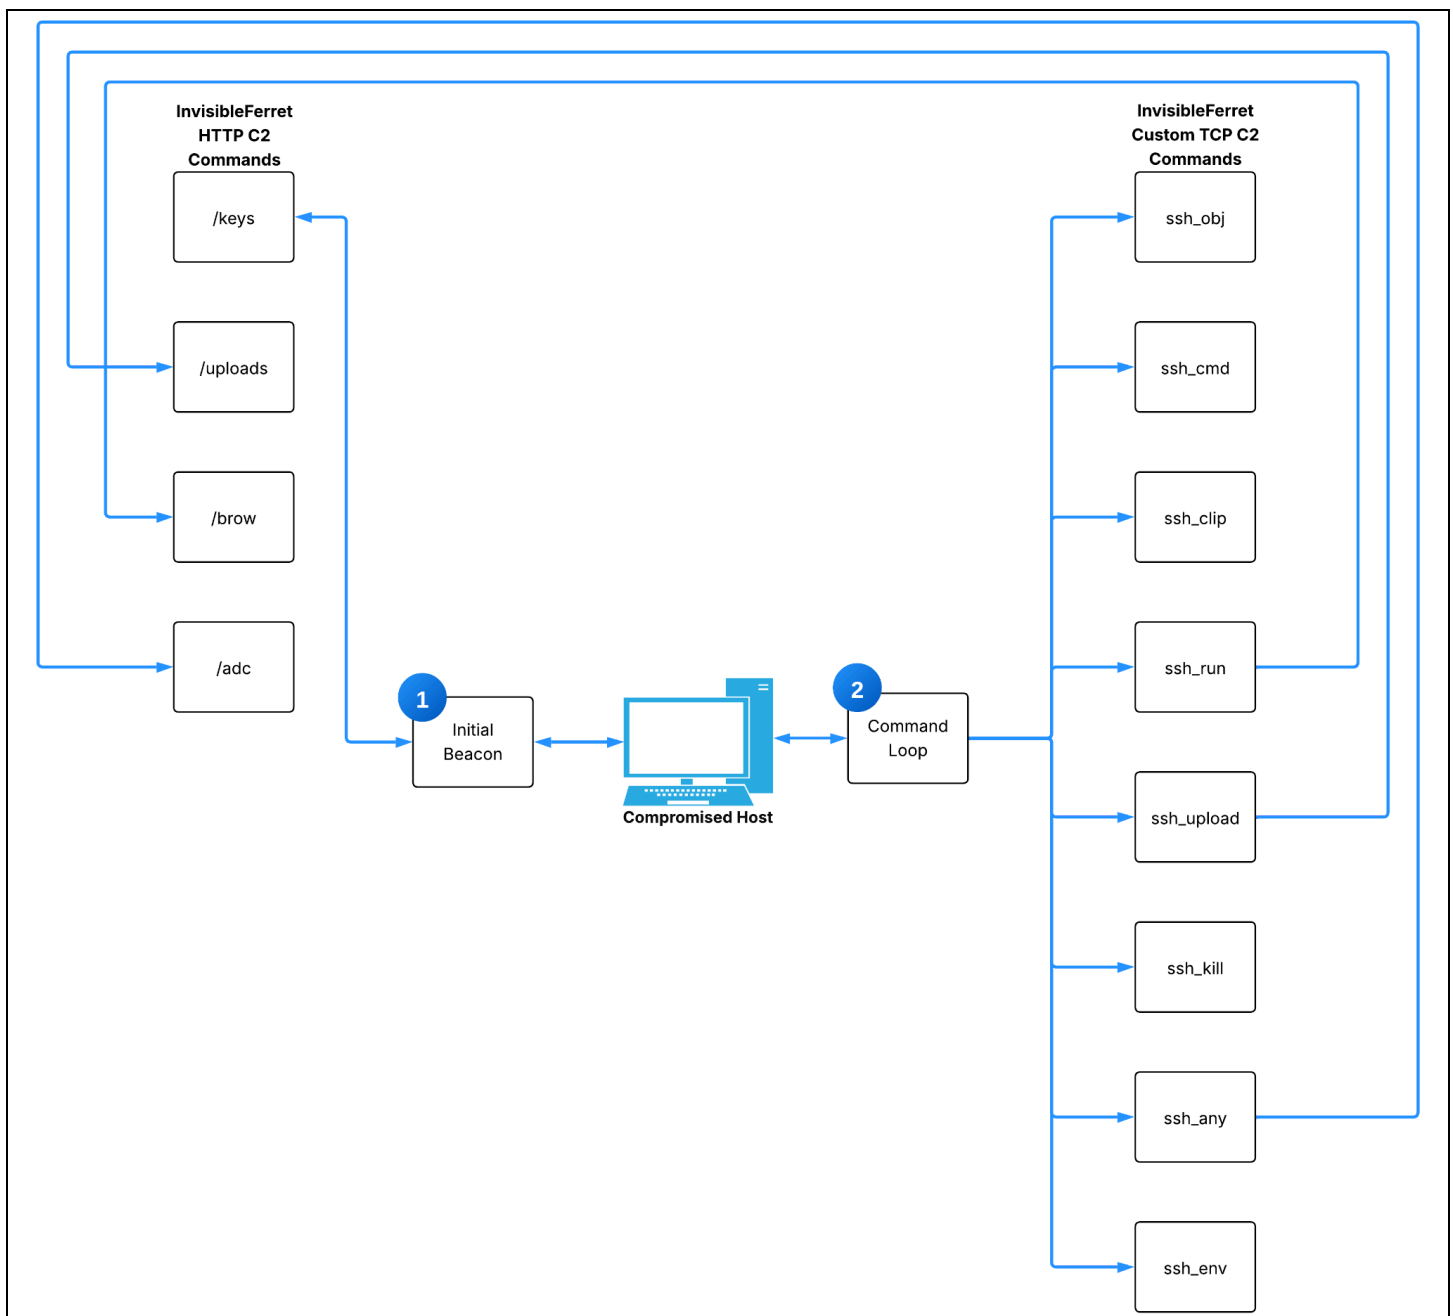 InvisibleFerret
HTTP C2
Commands
/keys
/uploads
/brow
/adc
1
Initial
Beacon
Compromised Host
2
Command
Loop
InvisibleFerret
Custom TCP C2
Commands
ssh_obj
ssh_cmd
ssh_clip
ssh_run
ssh_upload
ssh_kill
ssh_any
ssh_env